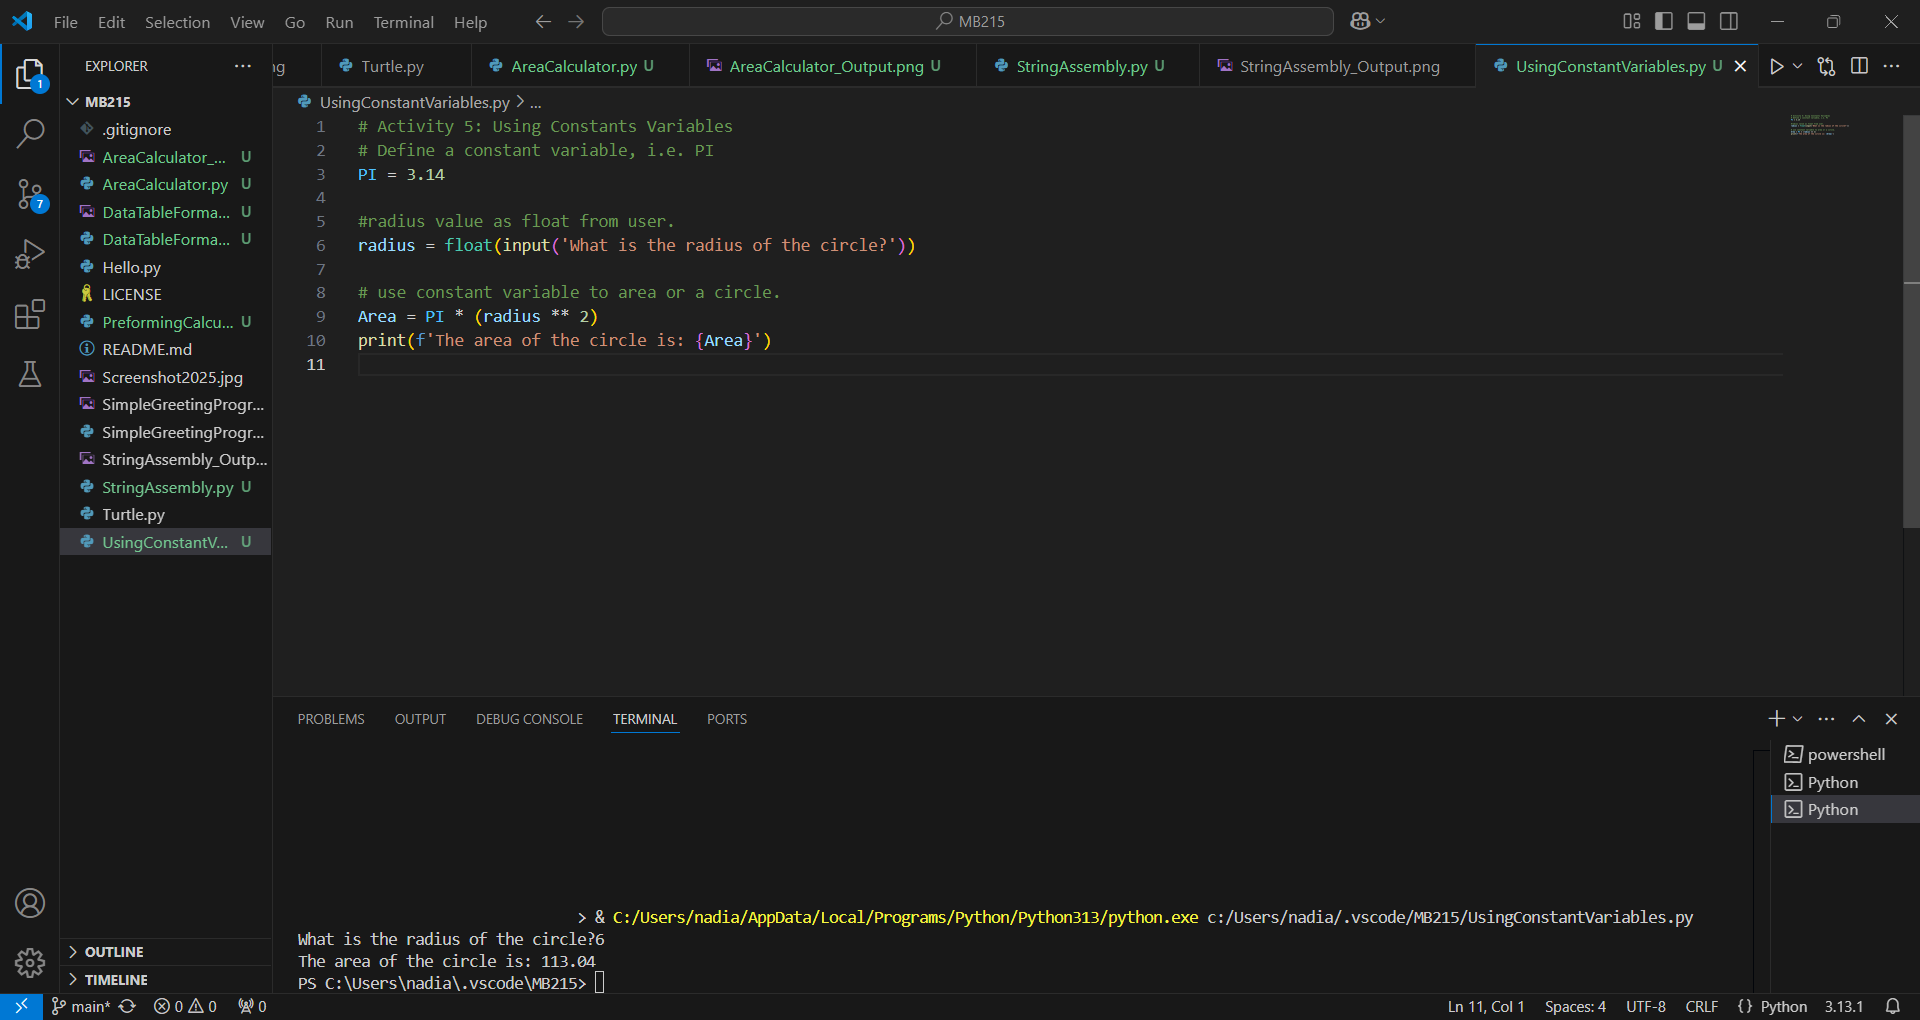 File Edit Selection View Go Run Terminal Help
MB215
EXPLORER
ng
Turtle.py
AreaCalculator.py U
AreaCalculator_Output.png U
StringAssembly.py U
StringAssembly_Output.png
UsingConstantVariables.py U
1
7
MB215
.gitignore
AreaCalculator_... U
AreaCalculator.py U
DataTableForma... U
DataTableForma... U
Hello.py
LICENSE
PreformingCalcu... U
README.md
Screenshot2025.jpg
SimpleGreetingProgr...
SimpleGreetingProgr...
StringAssembly_Outp...
StringAssembly.py U
Turtle.py
UsingConstantV... U
OUTLINE
TIMELINE
UsingConstantVariables.py > ...
1 # Activity 5: Using Constants Variables
2 # Define a constant variable, i.e. PI
3 PI = 3.14
4
5 #radius value as float from user.
6 radius = float(input('What is the radius of the circle?'))
7
8 # use constant variable to area or a circle.
9 Area = PI * (radius ** 2)
10 print(f'The area of the circle is: {Area}')
11
PROBLEMS OUTPUT DEBUG CONSOLE TERMINAL PORTS
powershell
Python
Python
> & C:/Users/nadia/AppData/Local/Programs/Python/Python313/python.exe c:/Users/nadia/.vscode/MB215/UsingConstantVariables.py
What is the radius of the circle?6
The area of the circle is: 113.04
PS C:\Users\nadia\.vscode\MB215>
main* 0 0 0
Ln 11, Col 1 Spaces: 4 UTF-8 CRLF {} Python 3.13.1